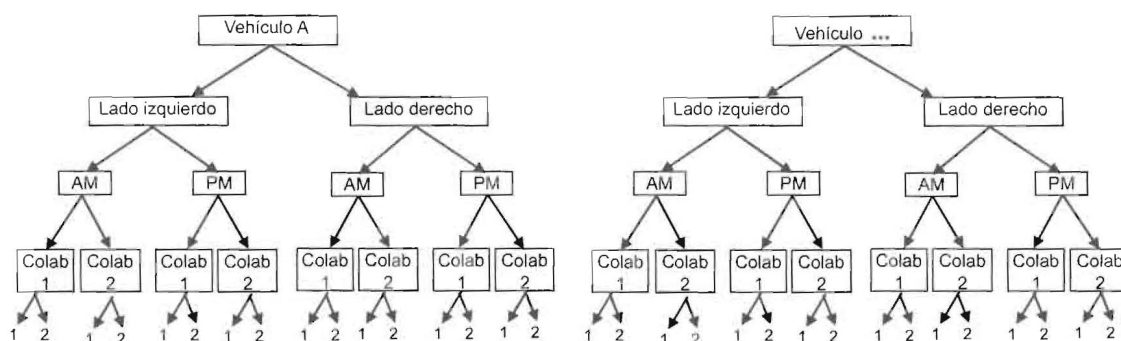 Vehículo A Vehículo ...
Lado izquierdo Lado derecho Lado izquierdo Lado derecho
AM PM AM PM AM PM AM PM
Colab Colab Colab Colab Colab Colab Colab Colab Colab Colab Colab Colab Colab Colab Colab Colab
1 2 1 2 1 2 1 2 1 2 1 2 1 2 1 2
1 2 1 2 1 2 1 2 1 2 1 2 1 2 1 2 1 2 1 2 1 2 1 2 1 2 1 2 1 2 1 2